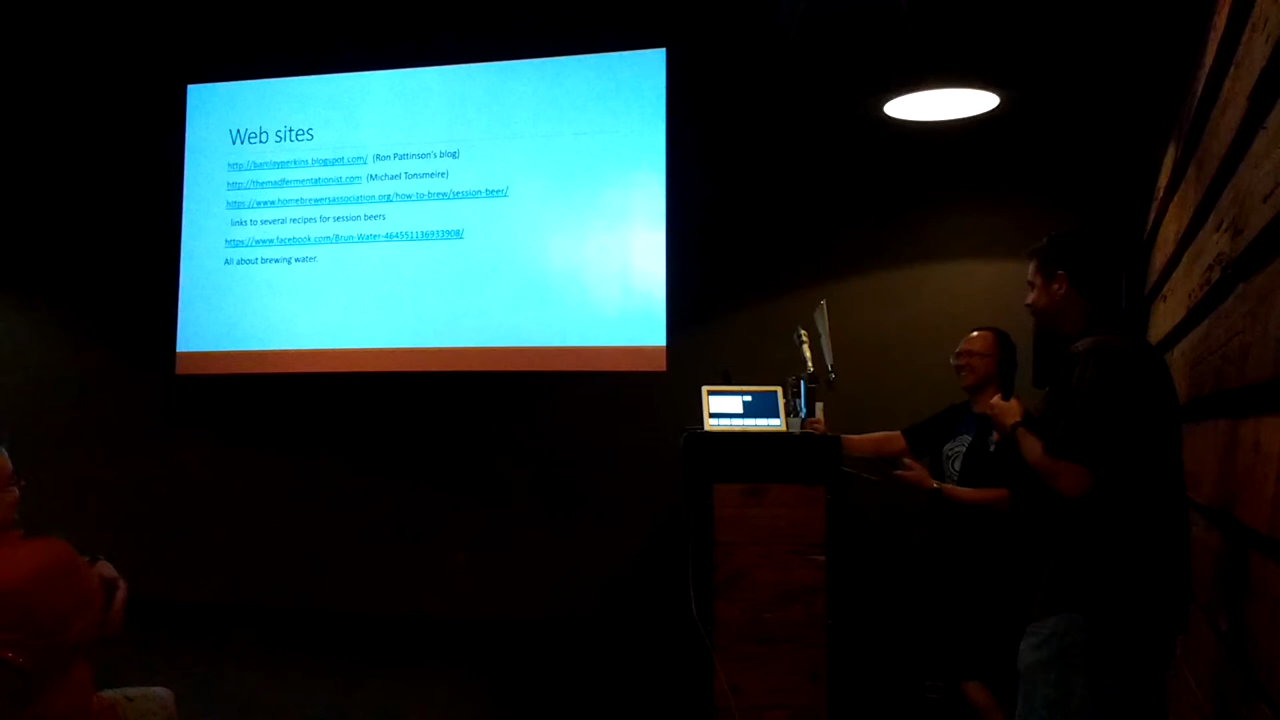 Web sites
http://barclayperkins.blogspot.com/ (Ron Pattinson's blog)
http://themadfermentationist.com (Michael Tonsmeire)
https://www.homebrewersassociation.org/how-to-brew/session-beer/
links to several recipes for session beers
https://www.facebook.com/Brun-Water-464551136933908/
All about brewing water.